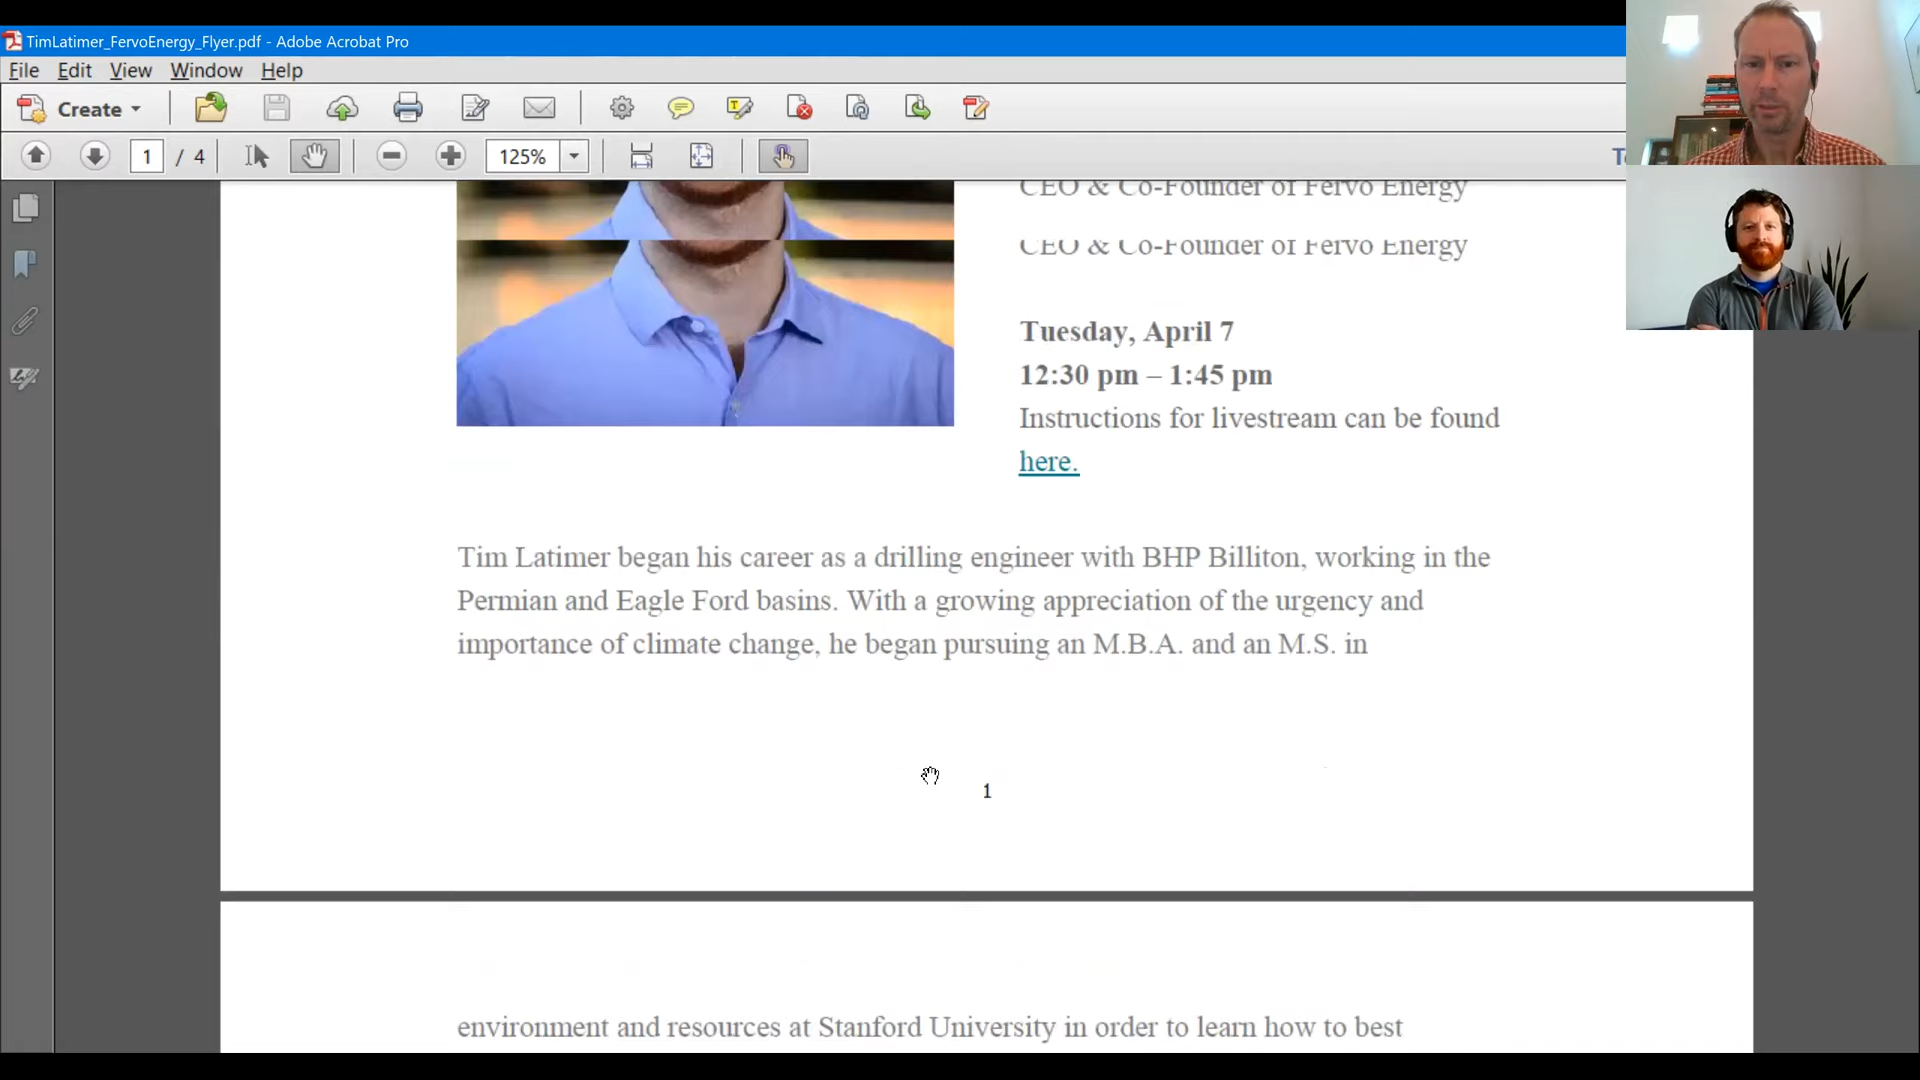 TimLatimer_FervoEnergy_Flyer.pdf - Adobe Acrobat Pro
File Edit View Window Help
Create
1 / 4
125%
CEO & Co-Founder of Fervo Energy
CEO & Co-Founder of Fervo Energy
Tuesday, April 7
12:30 pm – 1:45 pm
Instructions for livestream can be found
here.
Tim Latimer began his career as a drilling engineer with BHP Billiton, working in the
Permian and Eagle Ford basins. With a growing appreciation of the urgency and
importance of climate change, he began pursuing an M.B.A. and an M.S. in
1
environment and resources at Stanford University in order to learn how to best